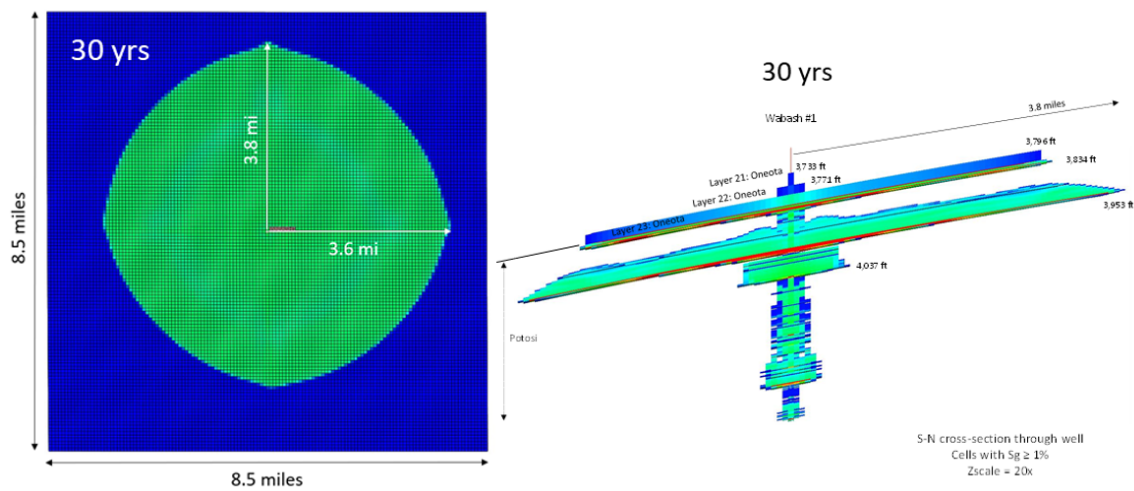 30 yrs
3.8 mi
3.6 mi
8.5 miles
8.5 miles
30 yrs
Wabash #1
3.8 miles
3,796 ft
3,834 ft
3,953 ft
3,733 ft
3,771 ft
Layer 21: Oneota
Layer 22: Oneota
Layer 23: Oneota
4,037 ft
Potosi
S-N cross-section through well
Cells with Sg ≥ 1%
Zscale = 20x